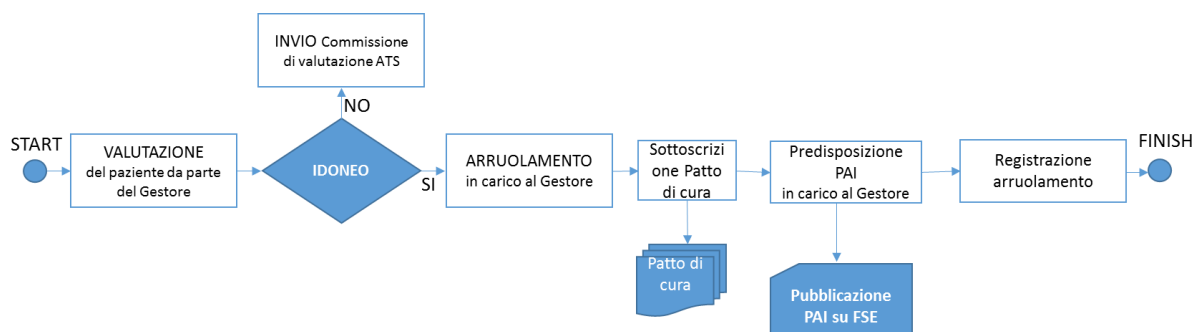 START
VALUTAZIONE
del paziente da parte
del Gestore
IDONEO
NO
INVIO Commissione
di valutazione ATS
SI
ARRUOLAMENTO
in carico al Gestore
Sottoscrizi
one Patto
di cura
Patto di
cura
Predisposizione
PAI
in carico al Gestore
Pubblicazione
PAI su FSE
Registrazione
arruolamento
FINISH